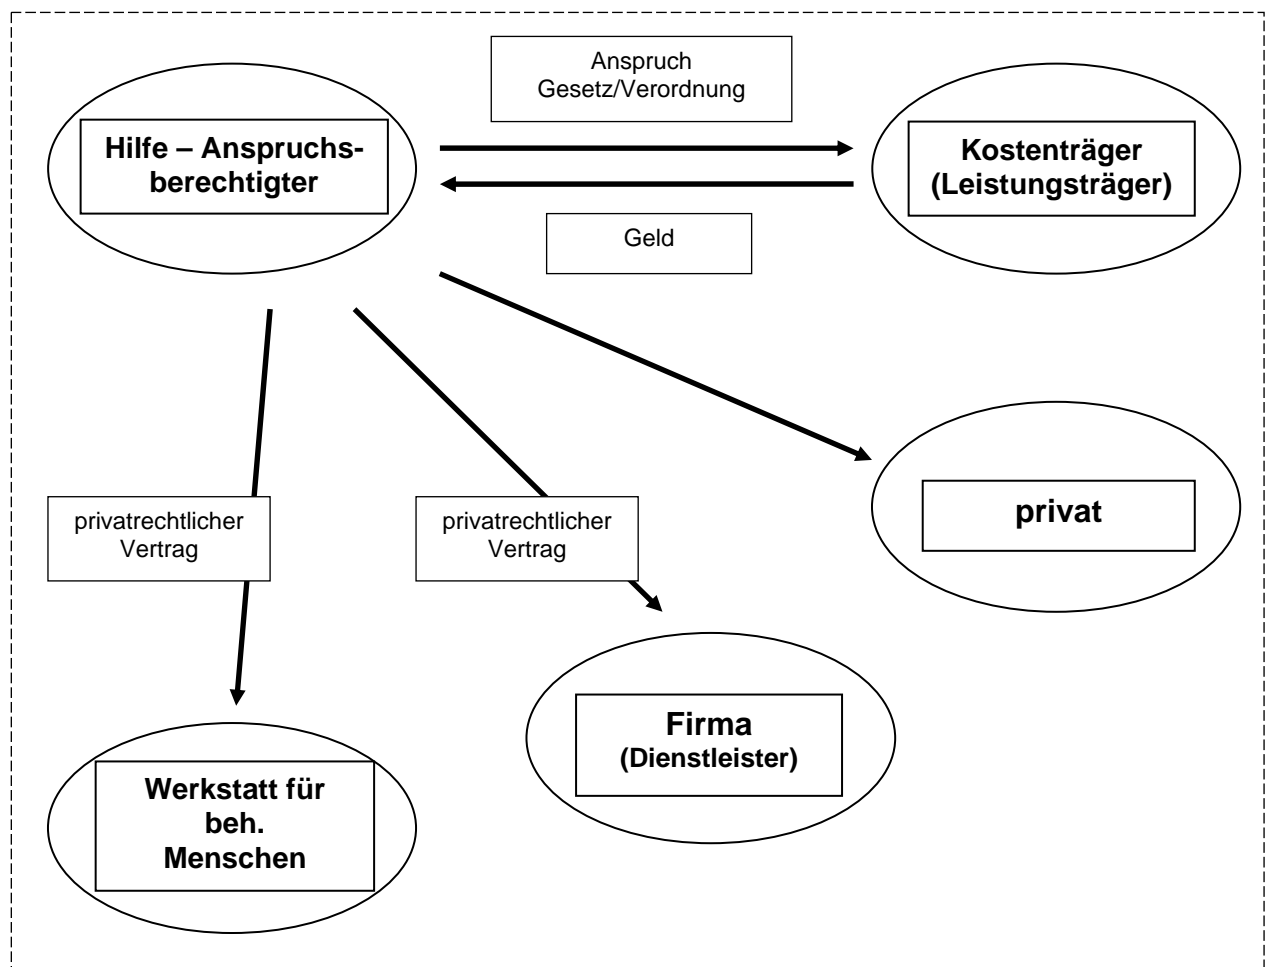 Anspruch
Gesetz/Verordnung
Hilfe – Anspruchs-
berechtigter
Kostenträger
(Leistungsträger)
Geld
privat
privatrechtlicher
Vertrag
privatrechtlicher
Vertrag
Firma
(Dienstleister)
Werkstatt für
beh.
Menschen